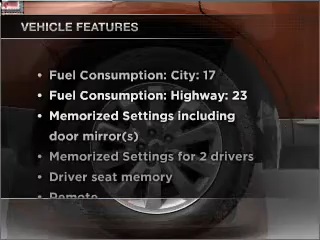 VEHICLE FEATURES
• Fuel Consumption: City: 17
• Fuel Consumption: Highway: 23
• Memorized Settings including
door mirror(s)
• Memorized Settings for 2 drivers
• Driver seat memory
• Remote